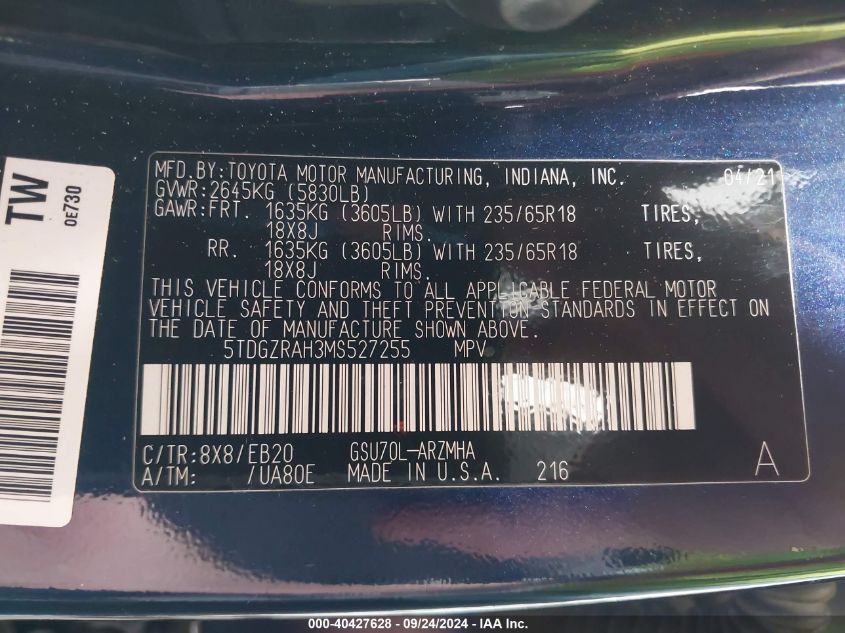 TW
0E730
MFD.BY:TOYOTA MOTOR MANUFACTURING, INDIANA, INC. 04/21
GVWR:2645KG (5830LB)
GAWR:FRT. 1635KG (3605LB) WITH 235/65R18 TIRES,
18X8J RIMS.
RR. 1635KG (3605LB) WITH 235/65R18 TIRES,
18X8J RIMS.
THIS VEHICLE CONFORMS TO ALL APPLICABLE FEDERAL MOTOR
VEHICLE SAFETY AND THEFT PREVENTION STANDARDS IN EFFECT ON
THE DATE OF MANUFACTURE SHOWN ABOVE.
5TDGZRAH3MS527255 MPV
C/TR:8X8/EB20 GSU70L-ARZMHA
A/TM: /UA80E MADE IN U.S.A. 216 A
000-40427628 - 09/24/2024 - © IAA Inc.